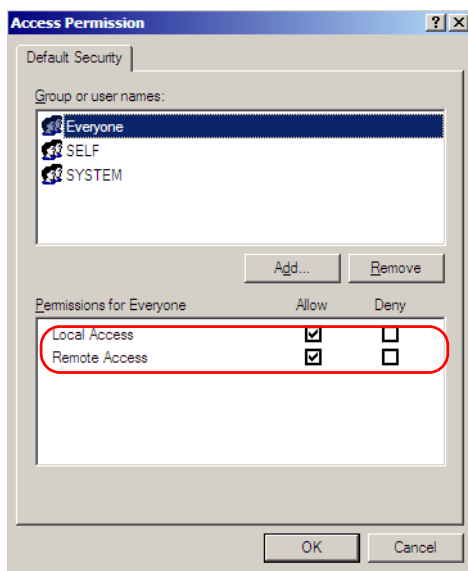 Access Permission
Default Security
Group or user names:
Everyone
SELF
SYSTEM
Add... Remove
Permissions for Everyone Allow Deny
Local Access
Remote Access
OK Cancel